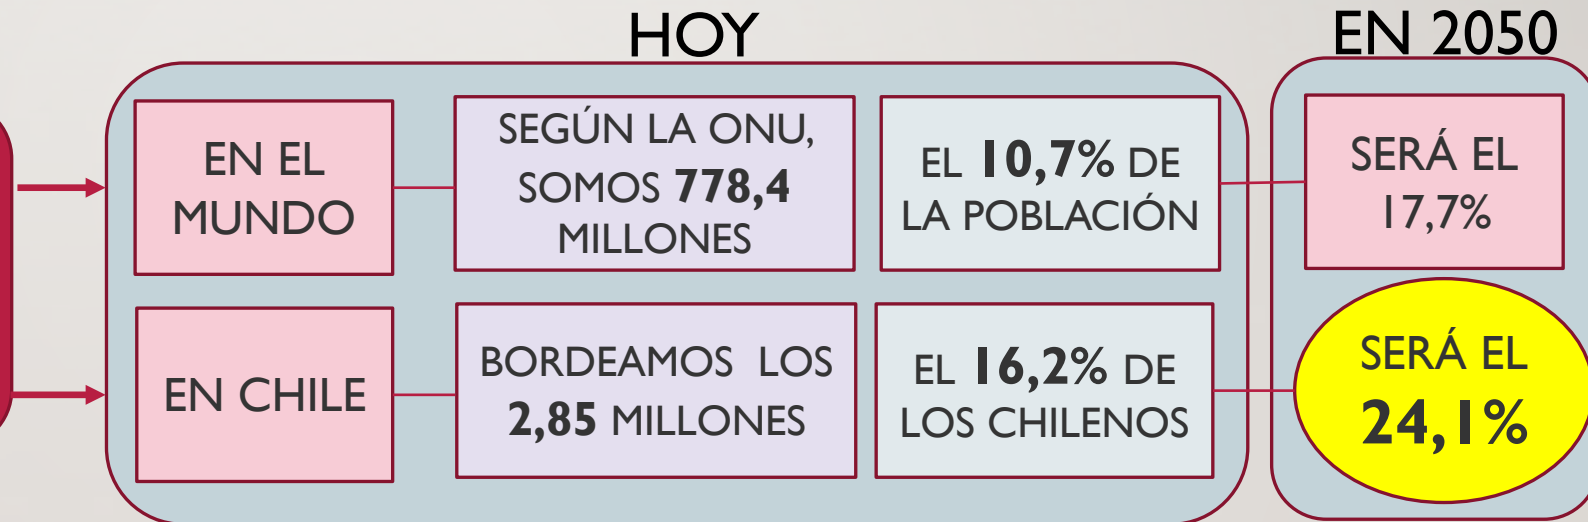 HOY
EN 2050
EN EL
MUNDO
SEGÚN LA ONU,
SOMOS 778,4
MILLONES
EL 10,7% DE
LA POBLACIÓN
SERÁ EL
17,7%
EN CHILE
BORDEAMOS LOS
2,85 MILLONES
EL 16,2% DE
LOS CHILENOS
SERÁ EL
24,1%